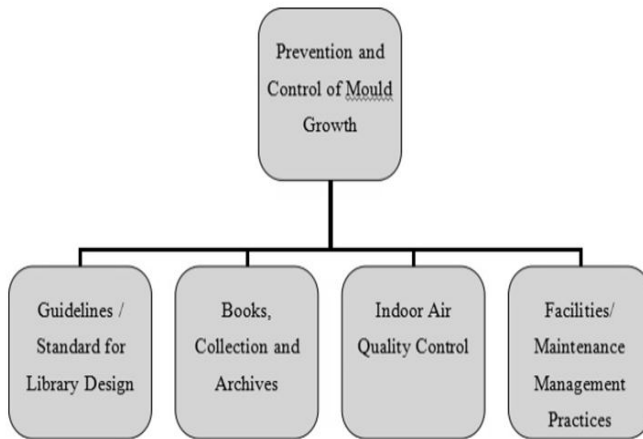 Prevention and
Control of Mould
Growth
Guidelines /
Standard for
Library Design
Books,
Collection and
Archives
Indoor Air
Quality Control
Facilities/
Maintenance
Management
Practices